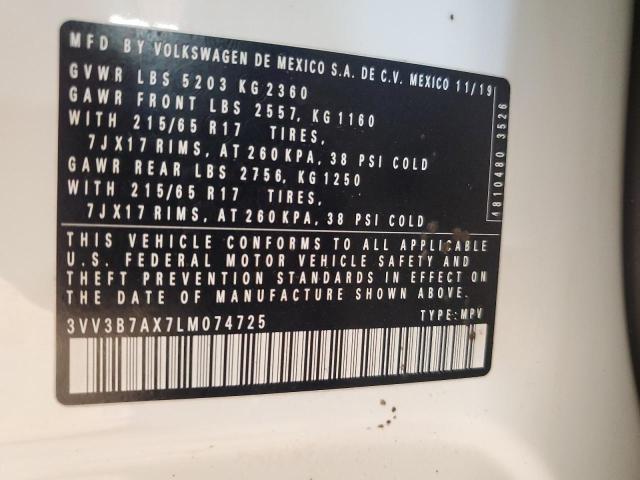 MFD BY VOLKSWAGEN DE MEXICO S.A. DE C.V. MEXICO 11/19
GVWR LBS 5203 KG 2360
GAWR FRONT LBS 2557, KG 1160
WITH 215/65 R17 TIRES,
7JX17 RIMS, AT 260 KPA, 38 PSI COLD
GAWR REAR LBS 2756, KG 1250
WITH 215/65 R17 TIRES,
7JX17 RIMS, AT 260 KPA, 38 PSI COLD
4810480 3526
THIS VEHICLE CONFORMS TO ALL APPLICABLE
U.S. FEDERAL MOTOR VEHICLE SAFETY AND
THEFT PREVENTION STANDARDS IN EFFECT ON
THE DATE OF MANUFACTURE SHOWN ABOVE.
3VV3B7AX7LM074725 TYPE: MPV